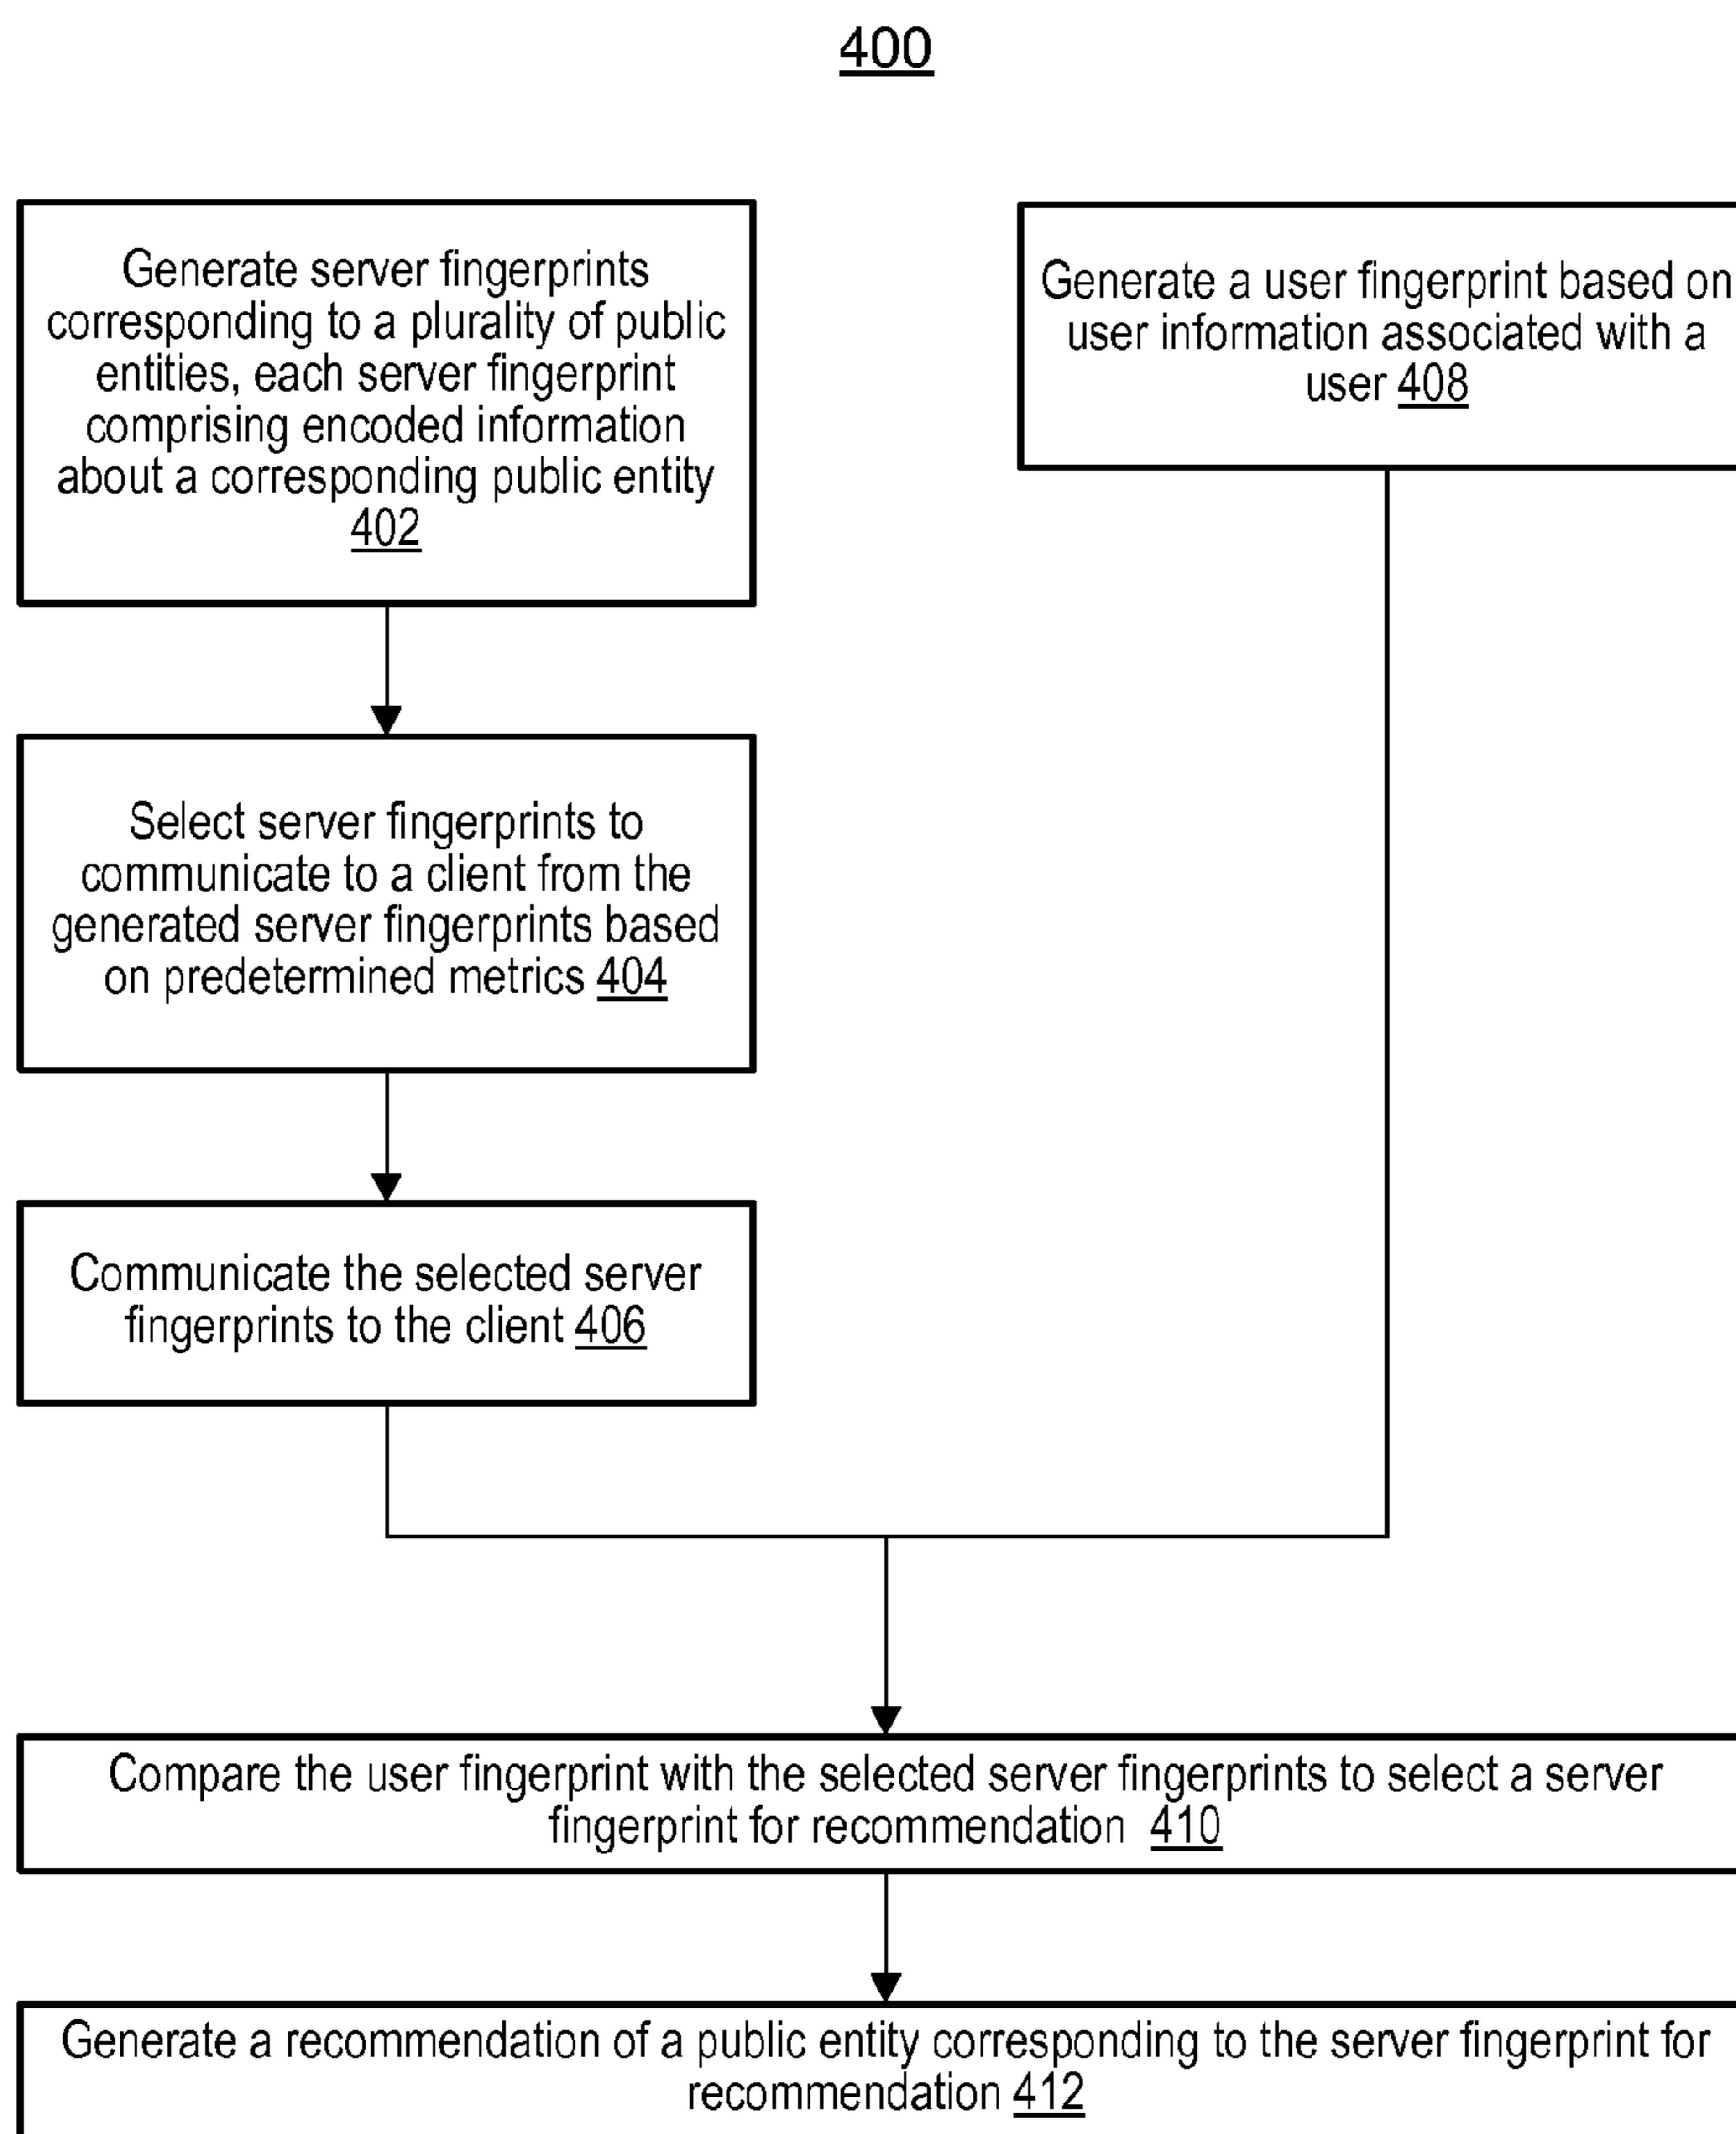 400
Generate server fingerprints
corresponding to a plurality of public
entities, each server fingerprint
comprising encoded information
about a corresponding public entity
402
Select server fingerprints to
communicate to a client from the
generated server fingerprints based
on predetermined metrics 404
Communicate the selected server
fingerprints to the client 406
Generate a user fingerprint based on
user information associated with a
user 408
Compare the user fingerprint with the selected server fingerprints to select a server
fingerprint for recommendation 410
Generate a recommendation of a public entity corresponding to the server fingerprint for
recommendation 412